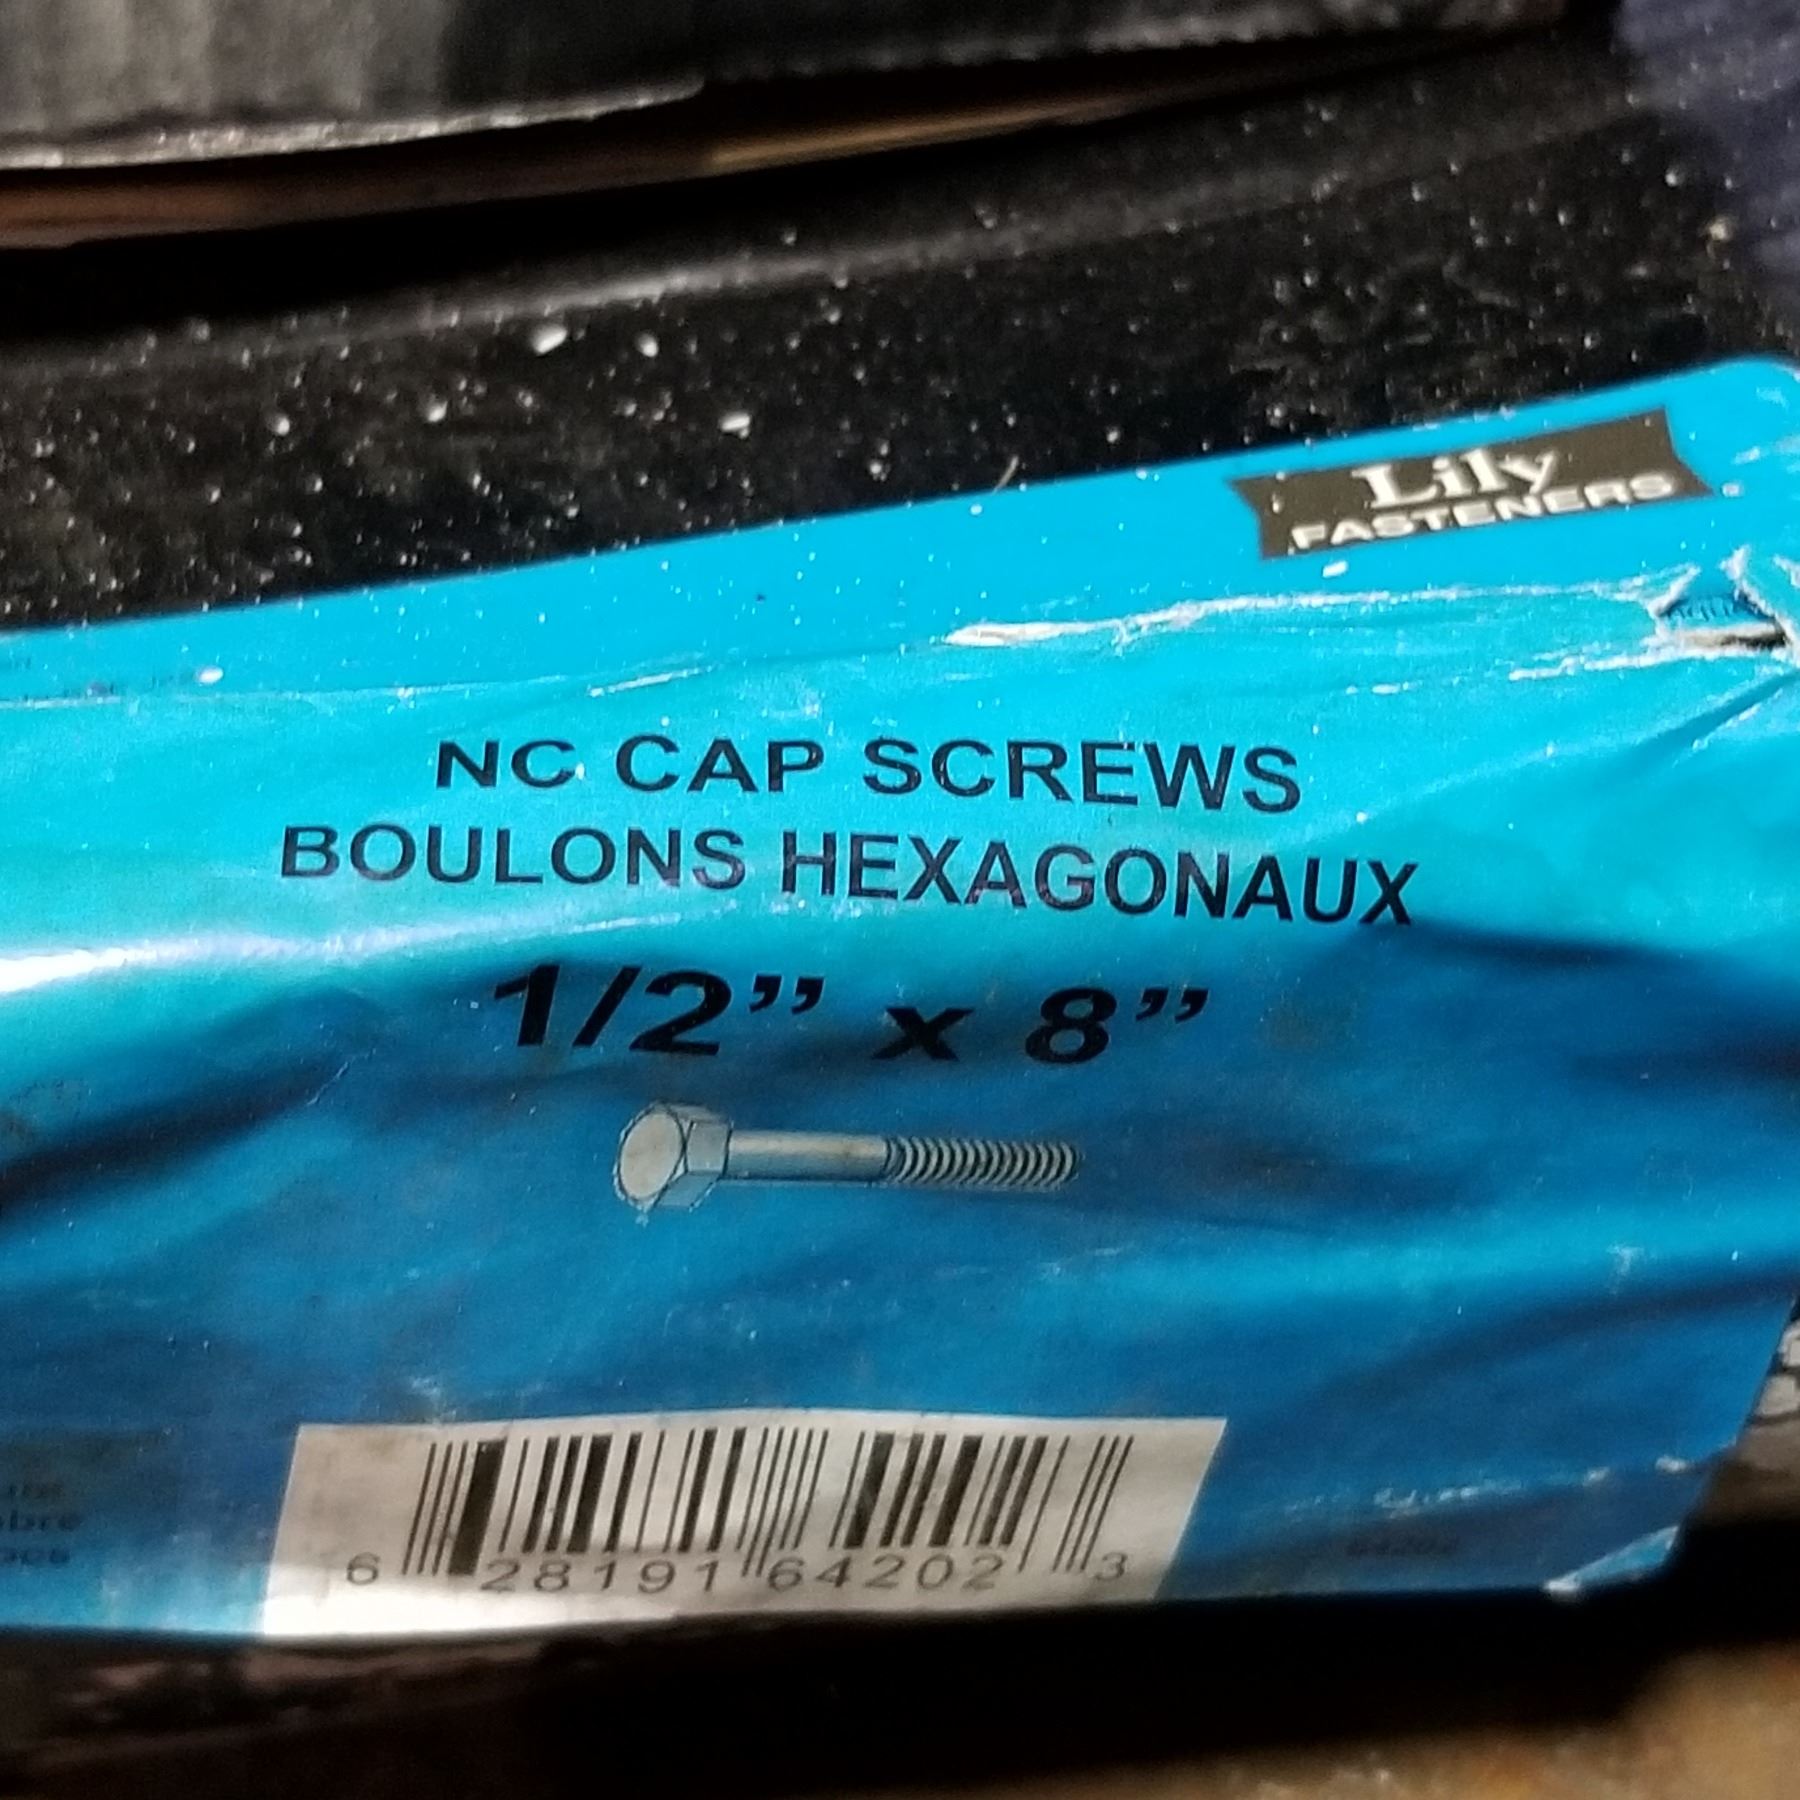 Lily
FASTENERS
NC CAP SCREWS
BOULONS HEXAGONAUX
1/2” x 8”
6 28191 64202 3